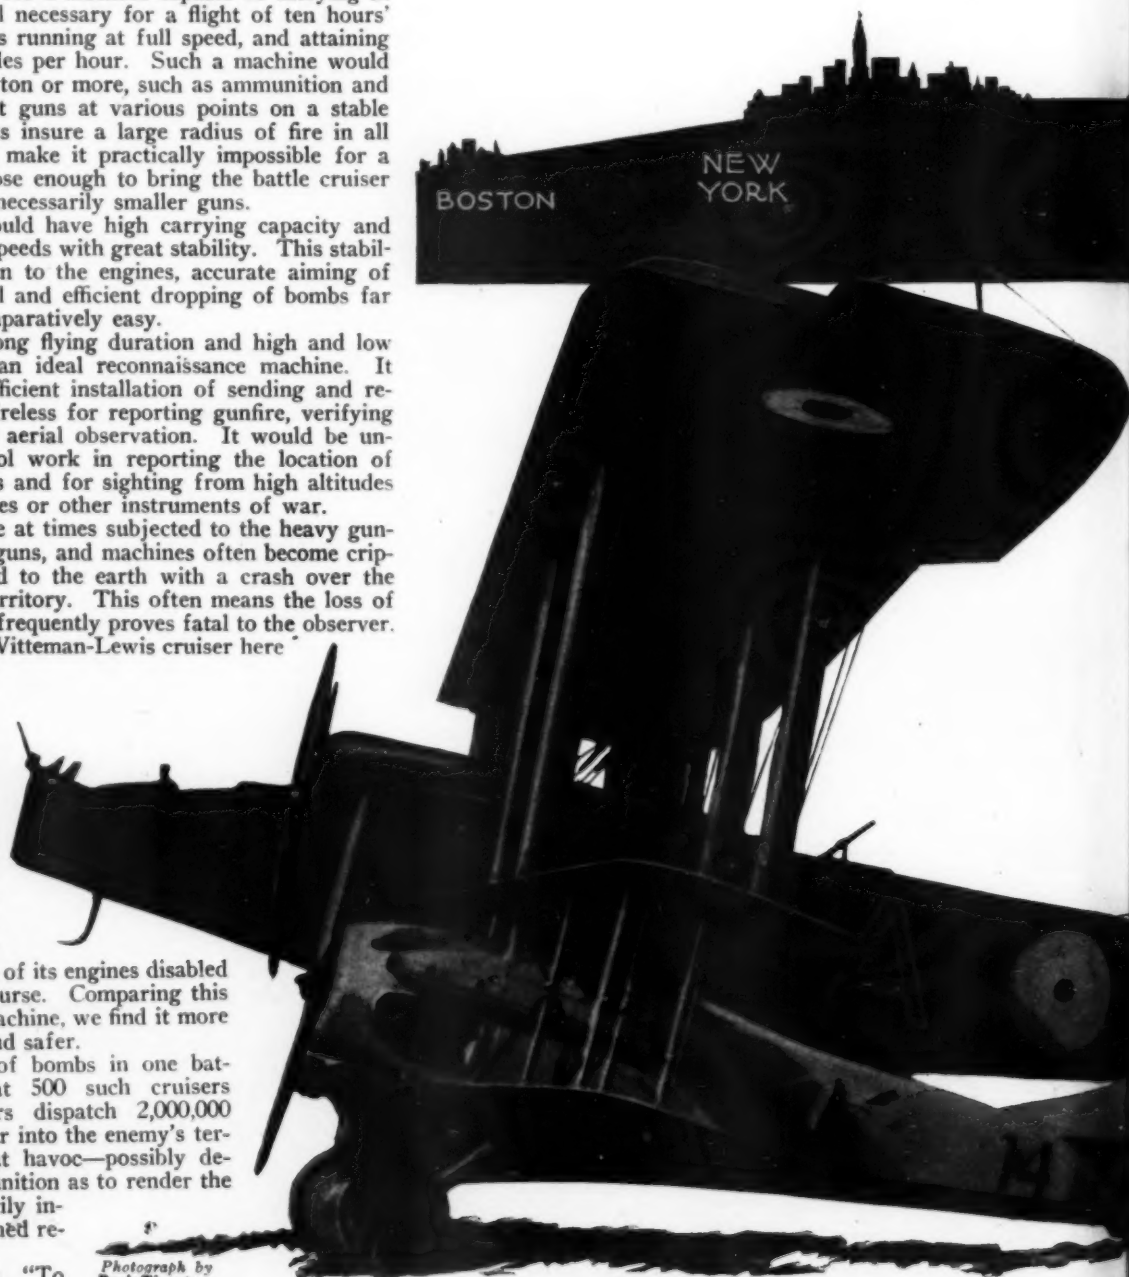 l necessary for a flight of ten hours'
s running at full speed, and attaining
les per hour. Such a machine would
ton or more, such as ammunition and
t guns at various points on a stable
s insure a large radius of fire in all
make it practically impossible for a
ose enough to bring the battle cruiser
necessarily smaller guns.
ould have high carrying capacity and
peeds with great stability. This stabil-
n to the engines, accurate aiming of
l and efficient dropping of bombs far
paratively easy.
ong flying duration and high and low
an ideal reconnaissance machine. It
ficient installation of sending and re-
reless for reporting gunfire, verifying
aerial observation. It would be un-
ol work in reporting the location of
s and for sighting from high altitudes
es or other instruments of war.
e at times subjected to the heavy gun-
guns, and machines often become crip-
d to the earth with a crash over the
rritory. This often means the loss of
frequently proves fatal to the observer.
Vitteman-Lewis cruiser here
of its engines disabled
urse. Comparing this
achine, we find it more
nd safer.
of bombs in one bat-
at 500 such cruisers
rs dispatch 2,000,000
r into the enemy's ter-
t havoc—possibly de-
nition as to render the
ily in-
ned re-
"To
Photograph by
BOSTON
NEW
YORK
M